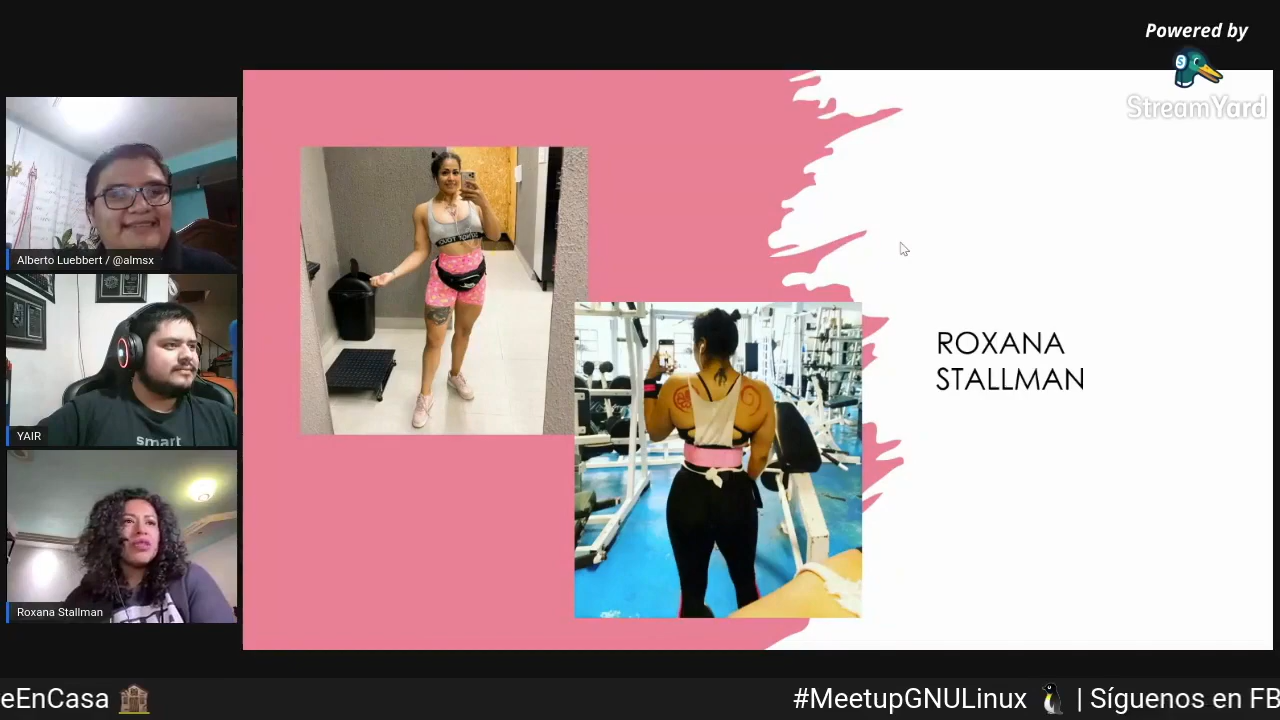 Powered by
StreamYard
Alberto Luebbert / @almsx
YAIR
smart
Roxana Stallman
ROXANA
STALLMAN
eEnCasa
#MeetupGNULinux 🐧 | Síguenos en FB